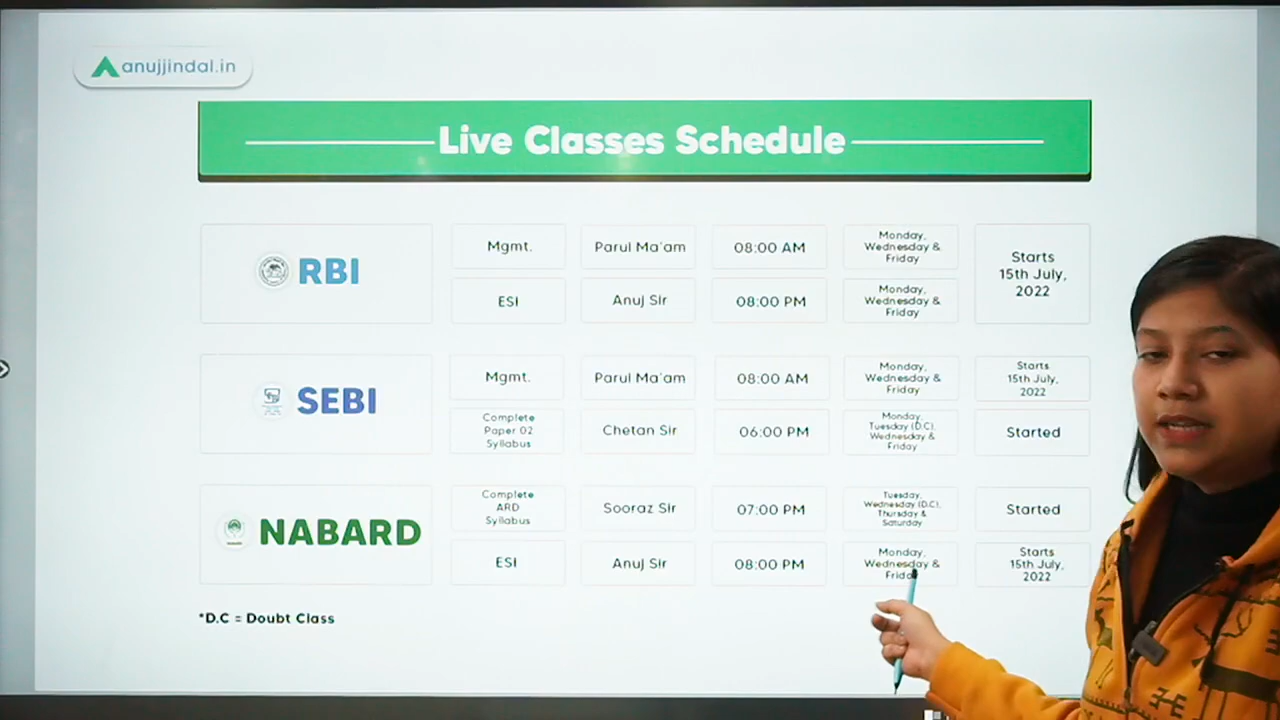 anujjindal.in
Live Classes Schedule
RBI
Mgmt.
Parul Ma'am
08:00 AM
Monday,
Wednesday &
Friday
Starts
15th July,
2022
ESI
Anuj Sir
08:00 PM
Monday,
Wednesday &
Friday
SEBI
Mgmt.
Parul Ma'am
08:00 AM
Monday,
Wednesday &
Friday
Starts
15th July,
2022
Complete
Paper 02
Syllabus
Chetan Sir
06:00 PM
Monday,
Tuesday (D.C),
Wednesday &
Friday
Started
NABARD
Complete
ARD
Syllabus
Sooraz Sir
07:00 PM
Tuesday,
Wednesday (D.C),
Thursday &
Saturday
Started
ESI
Anuj Sir
08:00 PM
Monday,
Wednesday &
Friday
Starts
15th July,
2022
*D.C = Doubt Class